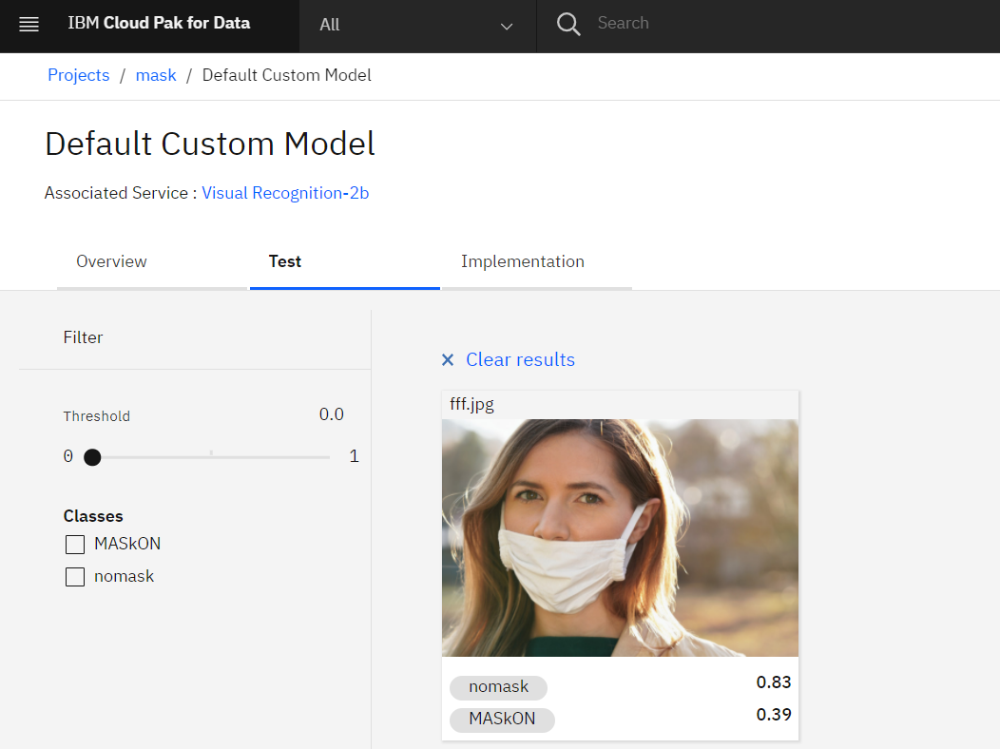 IBM Cloud Pak for Data
All
Search
Projects / mask / Default Custom Model
Default Custom Model
Associated Service : Visual Recognition-2b
Overview
Test
Implementation
Filter
Threshold
0.0
0
1
Classes
MASkON
nomask
Clear results
fff.jpg
nomask 0.83
MASkON 0.39